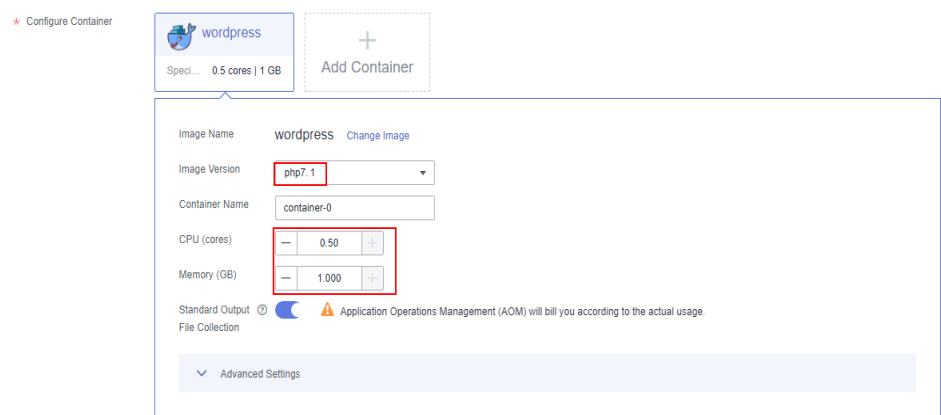 * Configure Container
wordpress
Speci... 0.5 cores | 1 GB
+
Add Container
Image Name wordpress Change Image
Image Version php7. 1
Container Name container-0
CPU (cores) — 0.50 +
Memory (GB) — 1.000 +
Standard Output ? Application Operations Management (AOM) will bill you according to the actual usage.
File Collection
Advanced Settings